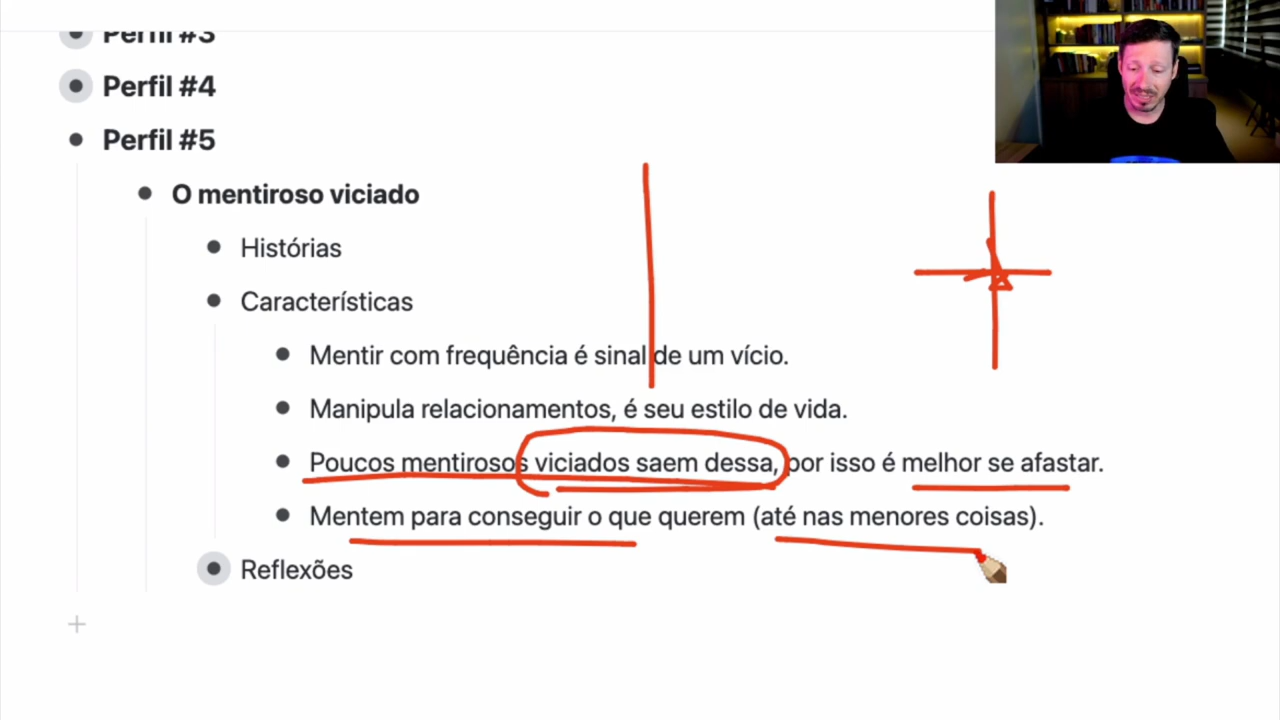 Perfil #3
Perfil #4
Perfil #5
O mentiroso viciado
Histórias
Características
Mentir com frequência é sinal de um vício.
Manipula relacionamentos, é seu estilo de vida.
Poucos mentirosos viciados saem dessa, por isso é melhor se afastar.
Mentem para conseguir o que querem (até nas menores coisas).
Reflexões